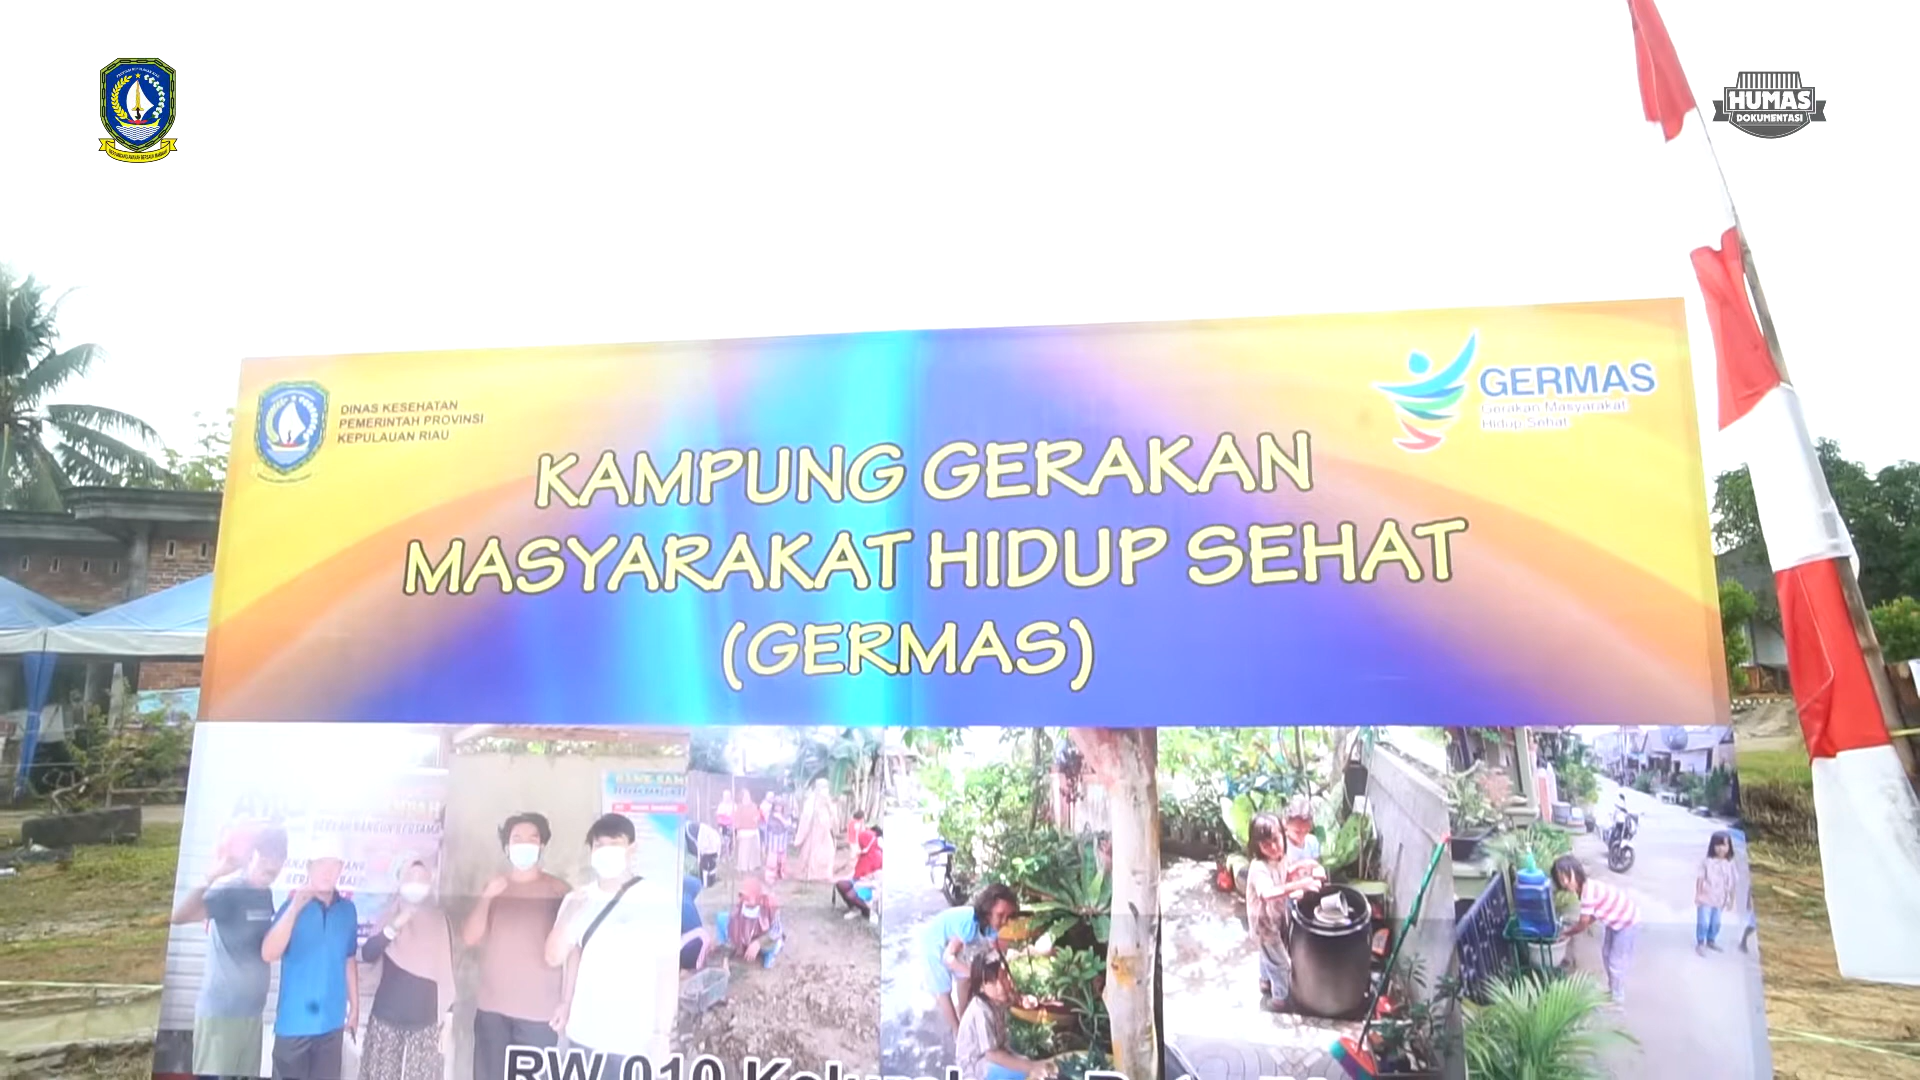 HUMAS
DOKUMENTASI
DINAS KESEHATAN
PEMERINTAH PROVINSI
KEPULAUAN RIAU
GERMAS
Gerakan Masyarakat
Hidup Sehat
KAMPUNG GERAKAN
MASYARAKAT HIDUP SEHAT
(GERMAS)
RW 010